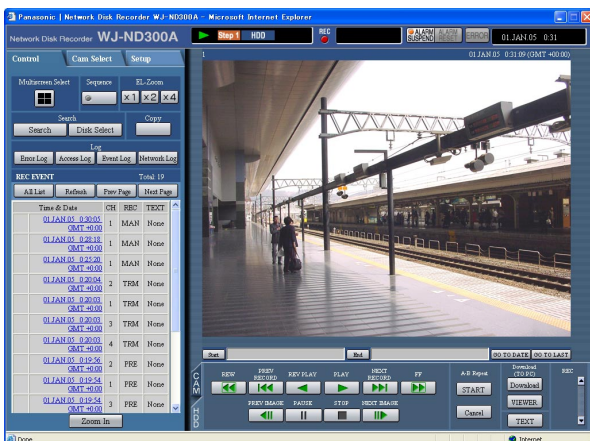 Panasonic | Network Disk Recorder WJ-ND300A - Microsoft Internet Explorer
Network Disk Recorder WJ-ND300A
Step 1 HDD
REC
ALARM SUSPEND
ALARM RESET
ERROR
01.JAN.05 0:31
Control Cam Select Setup
1
01.JAN.05 0:31:09 (GMT +00:00)
Multiscreen Select Sequence EL-Zoom
x1 x2 x4
Search Copy
Search Disk Select
Log
Error Log Access Log Event Log Network Log
REC EVENT Total: 19
All List Refresh Prev Page Next Page
Time & Date CH REC TEXT
01.JAN.05 0:30:05 GMT +0:00 1 MAN None
01.JAN.05 0:28:18 GMT +0:00 1 MAN None
01.JAN.05 0:25:20 GMT +0:00 1 MAN None
01.JAN.05 0:20:04 GMT +0:00 2 TRM None
01.JAN.05 0:20:03 GMT +0:00 1 TRM None
01.JAN.05 0:20:03 GMT +0:00 3 TRM None
01.JAN.05 0:20:03 GMT +0:00 4 TRM None
01.JAN.05 0:19:56 GMT +0:00 2 PRE None
01.JAN.05 0:19:54 GMT +0:00 1 PRE None
01.JAN.05 0:19:54 GMT +0:00 3 PRE None
Zoom In
Start End GO TO DATE GO TO LAST
CAM
HDD
REW PREV RECORD REV PLAY PLAY NEXT RECORD FF
PREV IMAGE PAUSE STOP NEXT IMAGE
A-B Repeat
START
Cancel
Download (TO PC)
Download
VIEWER
TEXT
REC
Done Internet